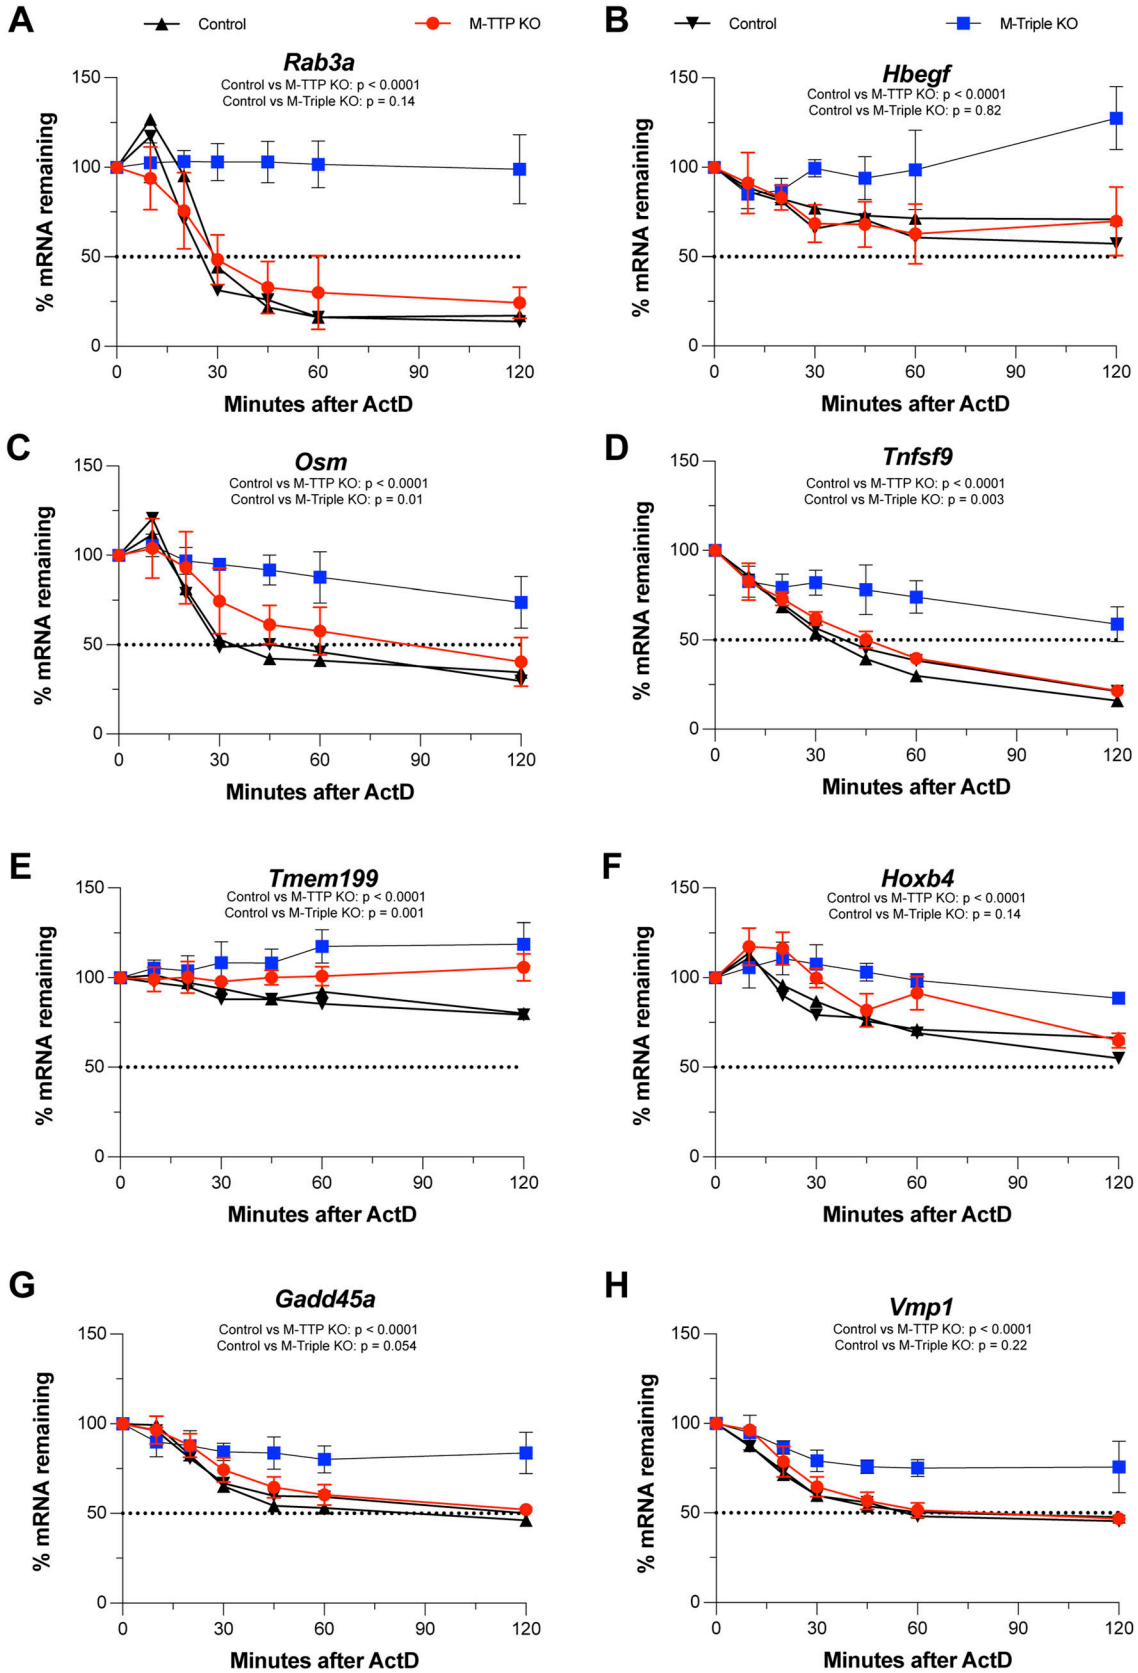 A
Control
M-TTP KO
B
Control
M-Triple KO
Rab3a
Control vs M-TTP KO: p < 0.0001
Control vs M-Triple KO: p = 0.14
150
100
50
0
% mRNA remaining
0 30 60 90 120
Minutes after ActD
Hbegf
Control vs M-TTP KO: p < 0.0001
Control vs M-Triple KO: p = 0.82
150
100
50
0
% mRNA remaining
0 30 60 90 120
Minutes after ActD
C
Osm
Control vs M-TTP KO: p < 0.0001
Control vs M-Triple KO: p = 0.01
150
100
50
0
% mRNA remaining
0 30 60 90 120
Minutes after ActD
D
Tnfsf9
Control vs M-TTP KO: p < 0.0001
Control vs M-Triple KO: p = 0.003
150
100
50
0
% mRNA remaining
0 30 60 90 120
Minutes after ActD
E
Tmem199
Control vs M-TTP KO: p < 0.0001
Control vs M-Triple KO: p = 0.001
150
100
50
0
% mRNA remaining
0 30 60 90 120
Minutes after ActD
F
Hoxb4
Control vs M-TTP KO: p < 0.0001
Control vs M-Triple KO: p = 0.14
150
100
50
0
% mRNA remaining
0 30 60 90 120
Minutes after ActD
G
Gadd45a
Control vs M-TTP KO: p < 0.0001
Control vs M-Triple KO: p = 0.054
150
100
50
0
% mRNA remaining
0 30 60 90 120
Minutes after ActD
H
Vmp1
Control vs M-TTP KO: p < 0.0001
Control vs M-Triple KO: p = 0.22
150
100
50
0
% mRNA remaining
0 30 60 90 120
Minutes after ActD